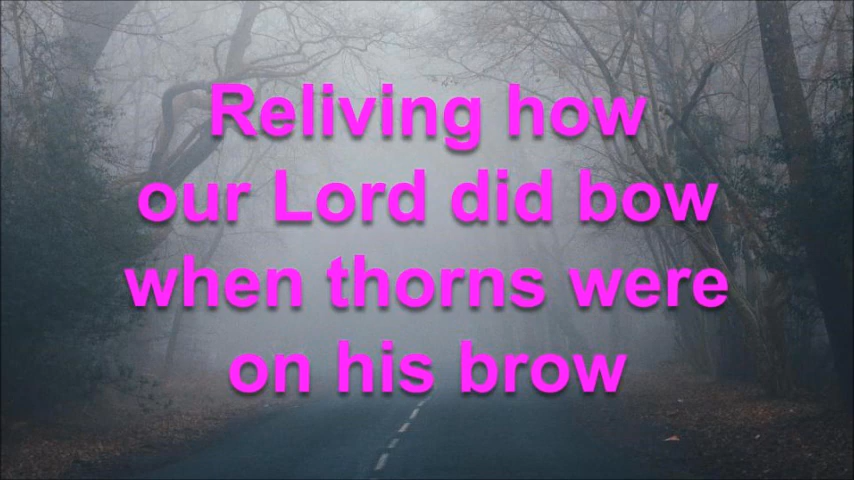 Reliving how
our Lord did bow
when thorns were
on his brow